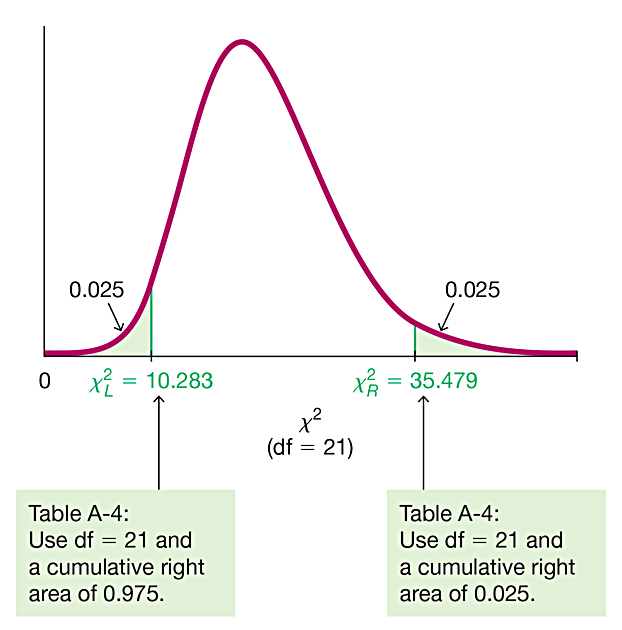 0.025
0.025
0
χ²_L = 10.283
χ²_R = 35.479
χ²
(df = 21)
Table A-4:
Use df = 21 and
a cumulative right
area of 0.975.
Table A-4:
Use df = 21 and
a cumulative right
area of 0.025.